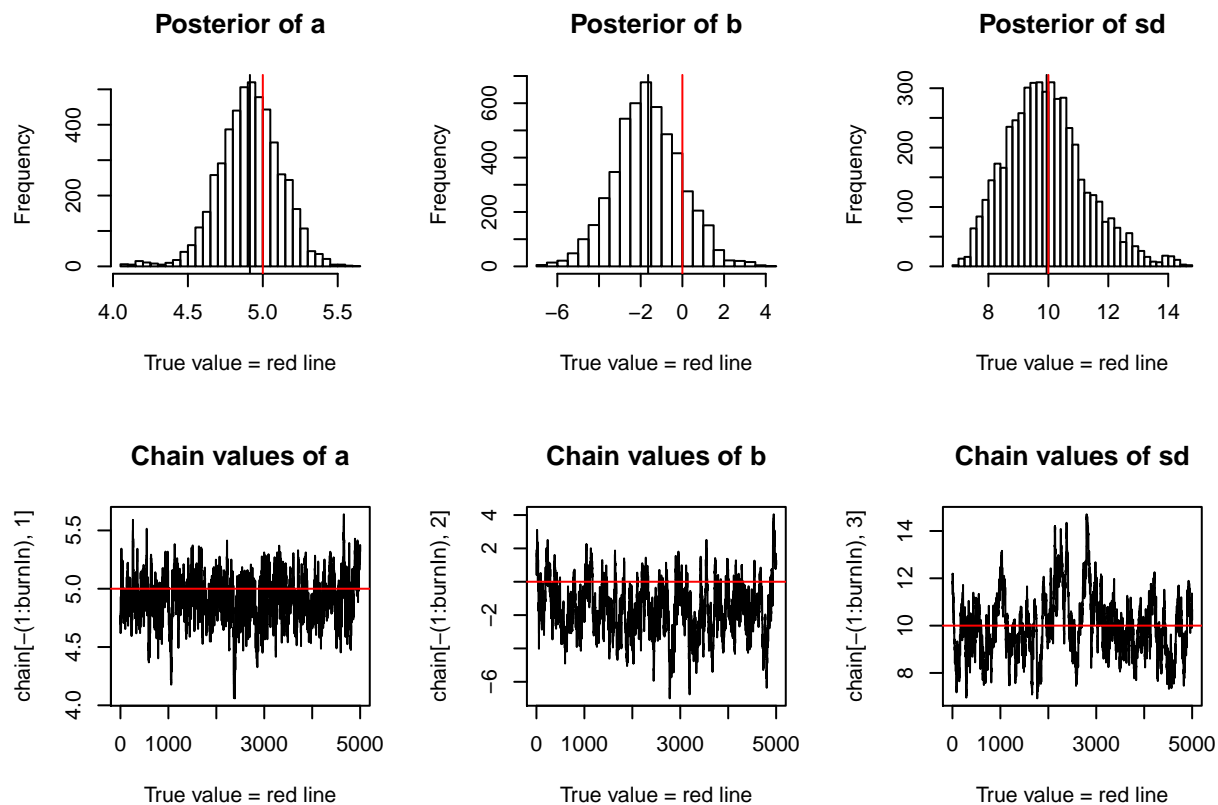 Posterior of a
Frequency
0
200
400
4.0 4.5 5.0 5.5
True value = red line
Posterior of b
Frequency
0
200
400
600
−6 −2 0 2 4
True value = red line
Posterior of sd
Frequency
0
100
200
300
8 10 12 14
True value = red line
Chain values of a
chain[−(1:burnIn), 1]
4.0
4.5
5.0
5.5
0 1000 3000 5000
True value = red line
Chain values of b
chain[−(1:burnIn), 2]
−6
−2
2
4
0 1000 3000 5000
True value = red line
Chain values of sd
chain[−(1:burnIn), 3]
8
10
12
14
0 1000 3000 5000
True value = red line